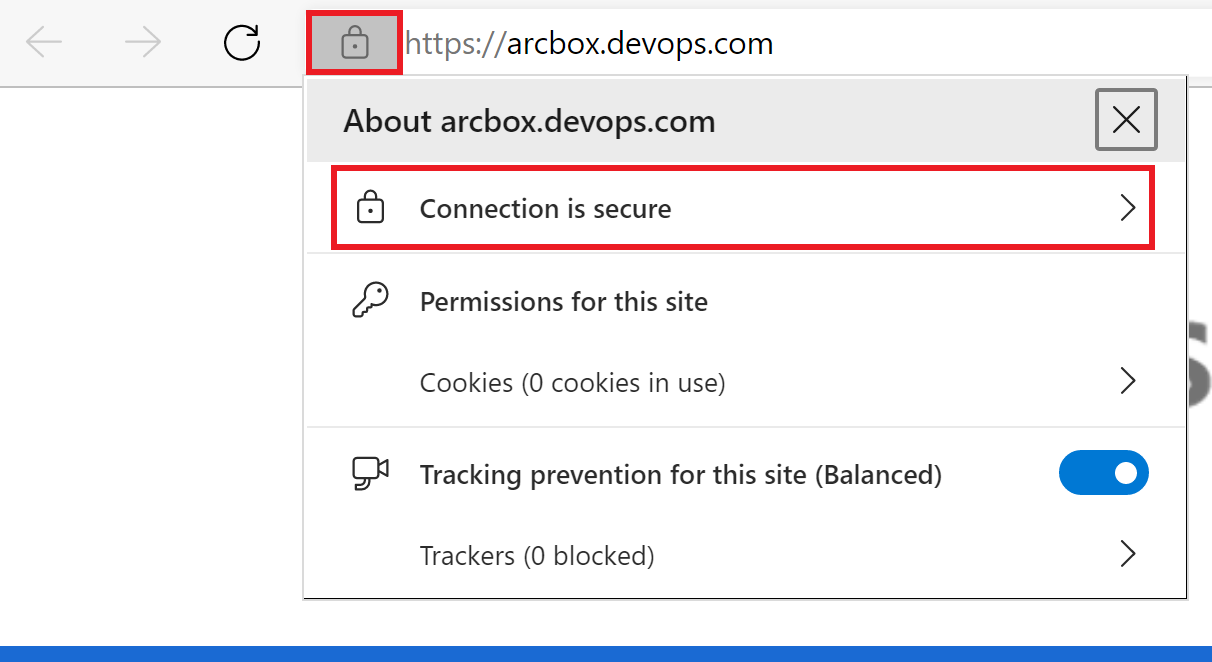 https://arcbox.devops.com
About arcbox.devops.com
Connection is secure
Permissions for this site
Cookies (0 cookies in use)
Tracking prevention for this site (Balanced)
Trackers (0 blocked)